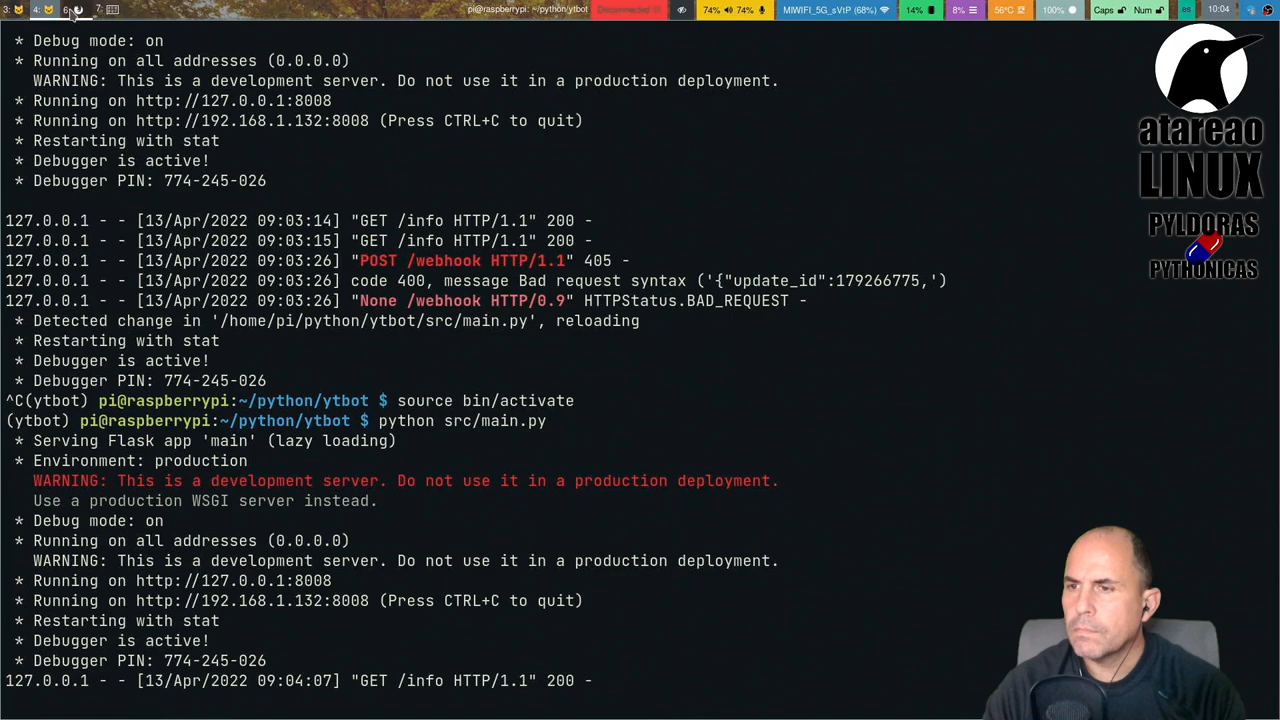 3: 4: 6: 7: pi@raspberrypi: ~/python/ytbot Disconnected 74% 74% MIWIFI_5G_sVtP (68%) 14% 8% 56°C 100% Caps Num es 10:04
* Debug mode: on
* Running on all addresses (0.0.0.0)
WARNING: This is a development server. Do not use it in a production deployment.
* Running on http://127.0.0.1:8008
* Running on http://192.168.1.132:8008 (Press CTRL+C to quit)
* Restarting with stat
* Debugger is active!
* Debugger PIN: 774-245-026
127.0.0.1 - - [13/Apr/2022 09:03:14] "GET /info HTTP/1.1" 200 -
127.0.0.1 - - [13/Apr/2022 09:03:15] "GET /info HTTP/1.1" 200 -
127.0.0.1 - - [13/Apr/2022 09:03:26] "POST /webhook HTTP/1.1" 405 -
127.0.0.1 - - [13/Apr/2022 09:03:26] code 400, message Bad request syntax ('{"update_id":179266775,')
127.0.0.1 - - [13/Apr/2022 09:03:26] "None /webhook HTTP/0.9" HTTPStatus.BAD_REQUEST -
* Detected change in '/home/pi/python/ytbot/src/main.py', reloading
* Restarting with stat
* Debugger is active!
* Debugger PIN: 774-245-026
^C(ytbot) pi@raspberrypi:~/python/ytbot $ source bin/activate
(ytbot) pi@raspberrypi:~/python/ytbot $ python src/main.py
* Serving Flask app 'main' (lazy loading)
* Environment: production
WARNING: This is a development server. Do not use it in a production deployment.
Use a production WSGI server instead.
* Debug mode: on
* Running on all addresses (0.0.0.0)
WARNING: This is a development server. Do not use it in a production deployment.
* Running on http://127.0.0.1:8008
* Running on http://192.168.1.132:8008 (Press CTRL+C to quit)
* Restarting with stat
* Debugger is active!
* Debugger PIN: 774-245-026
127.0.0.1 - - [13/Apr/2022 09:04:07] "GET /info HTTP/1.1" 200 -
atareao
LINUX
PYLDORAS
PYTHONICAS